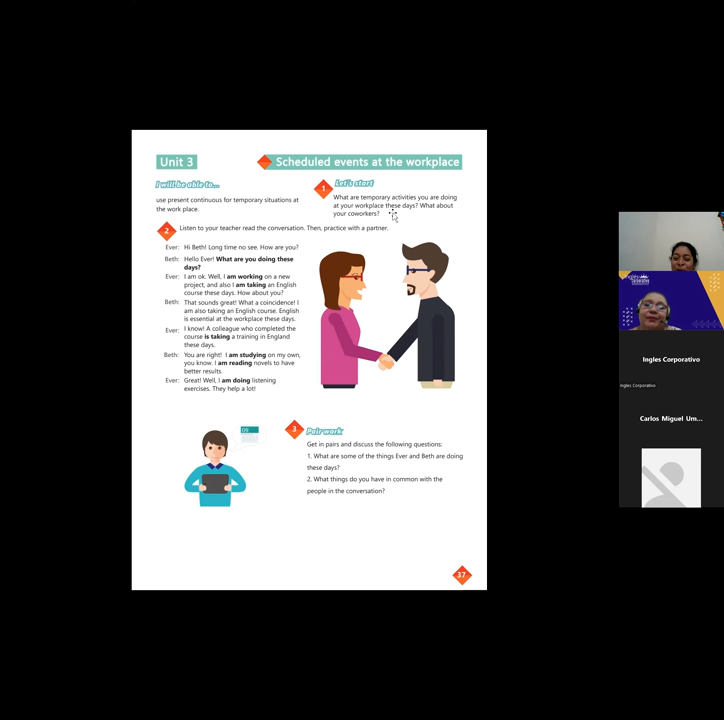 Unit 3
Scheduled events at the workplace
I will be able to...
use present continuous for temporary situations at
the work place.
1
Let's start
What are temporary activities you are doing
at your workplace these days? What about
your coworkers?
2
Listen to your teacher read the conversation. Then, practice with a partner.
Ever: Hi Beth! Long time no see. How are you?
Beth: Hello Ever! What are you doing these
days?
Ever: I am ok. Well, I am working on a new
project, and also I am taking an English
course these days. How about you?
Beth: That sounds great! What a coincidence! I
am also taking an English course. English
is essential at the workplace these days.
Ever: I know! A colleague who completed the
course is taking a training in England
these days.
Beth: You are right! I am studying on my own,
you know. I am reading novels to have
better results.
Ever: Great! Well, I am doing listening
exercises. They help a lot!
09
3
Pair work
Get in pairs and discuss the following questions:
1. What are some of the things Ever and Beth are doing
these days?
2. What things do you have in common with the
people in the conversation?
37
Ingles Corporativo
Ingles Corporativo
Carlos Miguel Um...